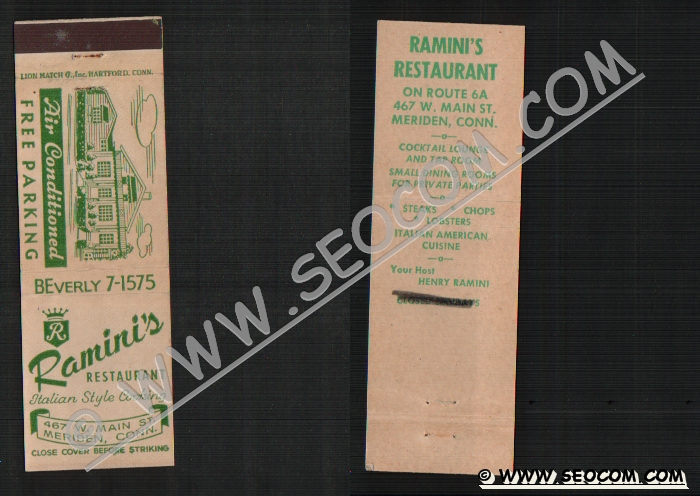 LION MATCH Co., Inc. HARTFORD, CONN.
Air Conditioned
FREE PARKING
BEverly 7-1575
R
Ramini's
RESTAURANT
Italian Style Cooking
467 W. MAIN ST.
MERIDEN, CONN.
CLOSE COVER BEFORE STRIKING
RAMINI'S
RESTAURANT
ON ROUTE 6A
467 W. MAIN ST.
MERIDEN, CONN.
COCKTAIL LOUNGE
AND TAP ROOM
SMALL DINING ROOMS
FOR PRIVATE PARTIES
* STEAKS * CHOPS
* LOBSTERS
ITALIAN AMERICAN
CUISINE
Your Host
HENRY RAMINI
CLOSED
© WWW.SEOCOM.COM
© WWW.SEOCOM.COM